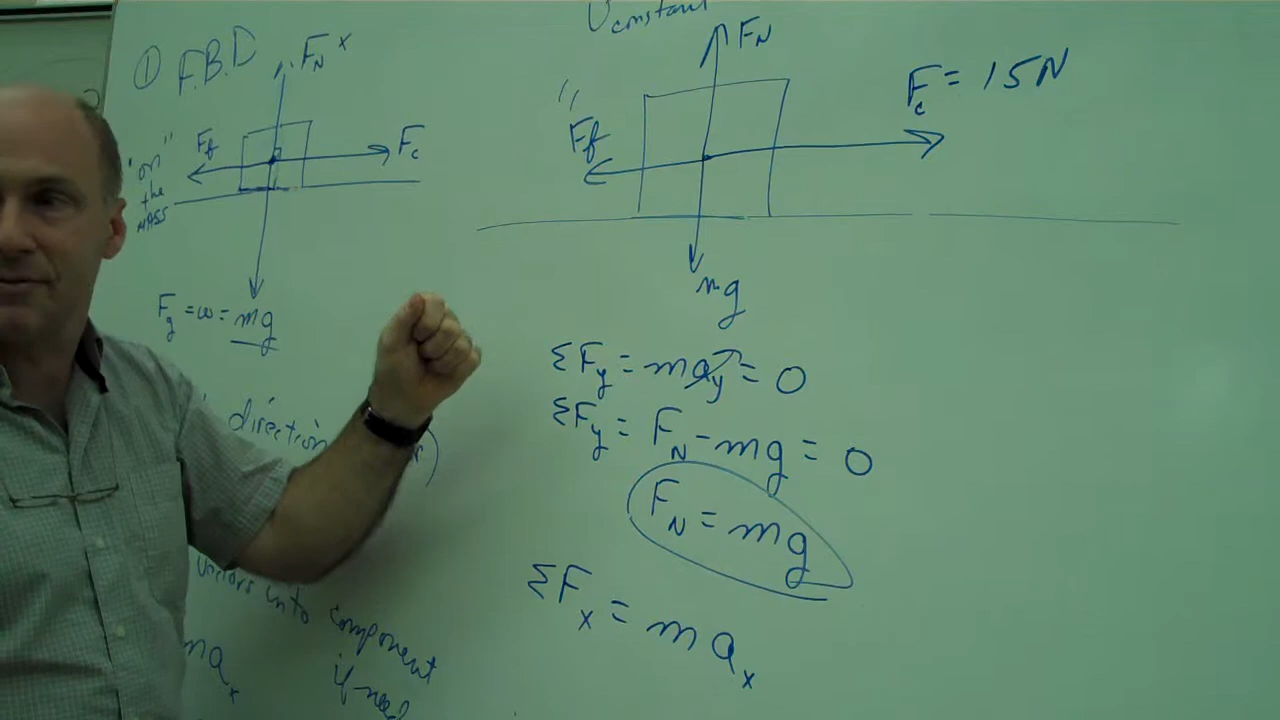 ① F.B.D
F_N x
"on"
the
MASS
F_f
F_c
F_g = w = mg
direction
vectors into component
if need
ma_x
V constant
F_N
F_c = 15N
F_f
mg
ΣF_y = ma_y = 0
ΣF_y = F_N - mg = 0
F_N = mg
ΣF_x = ma_x